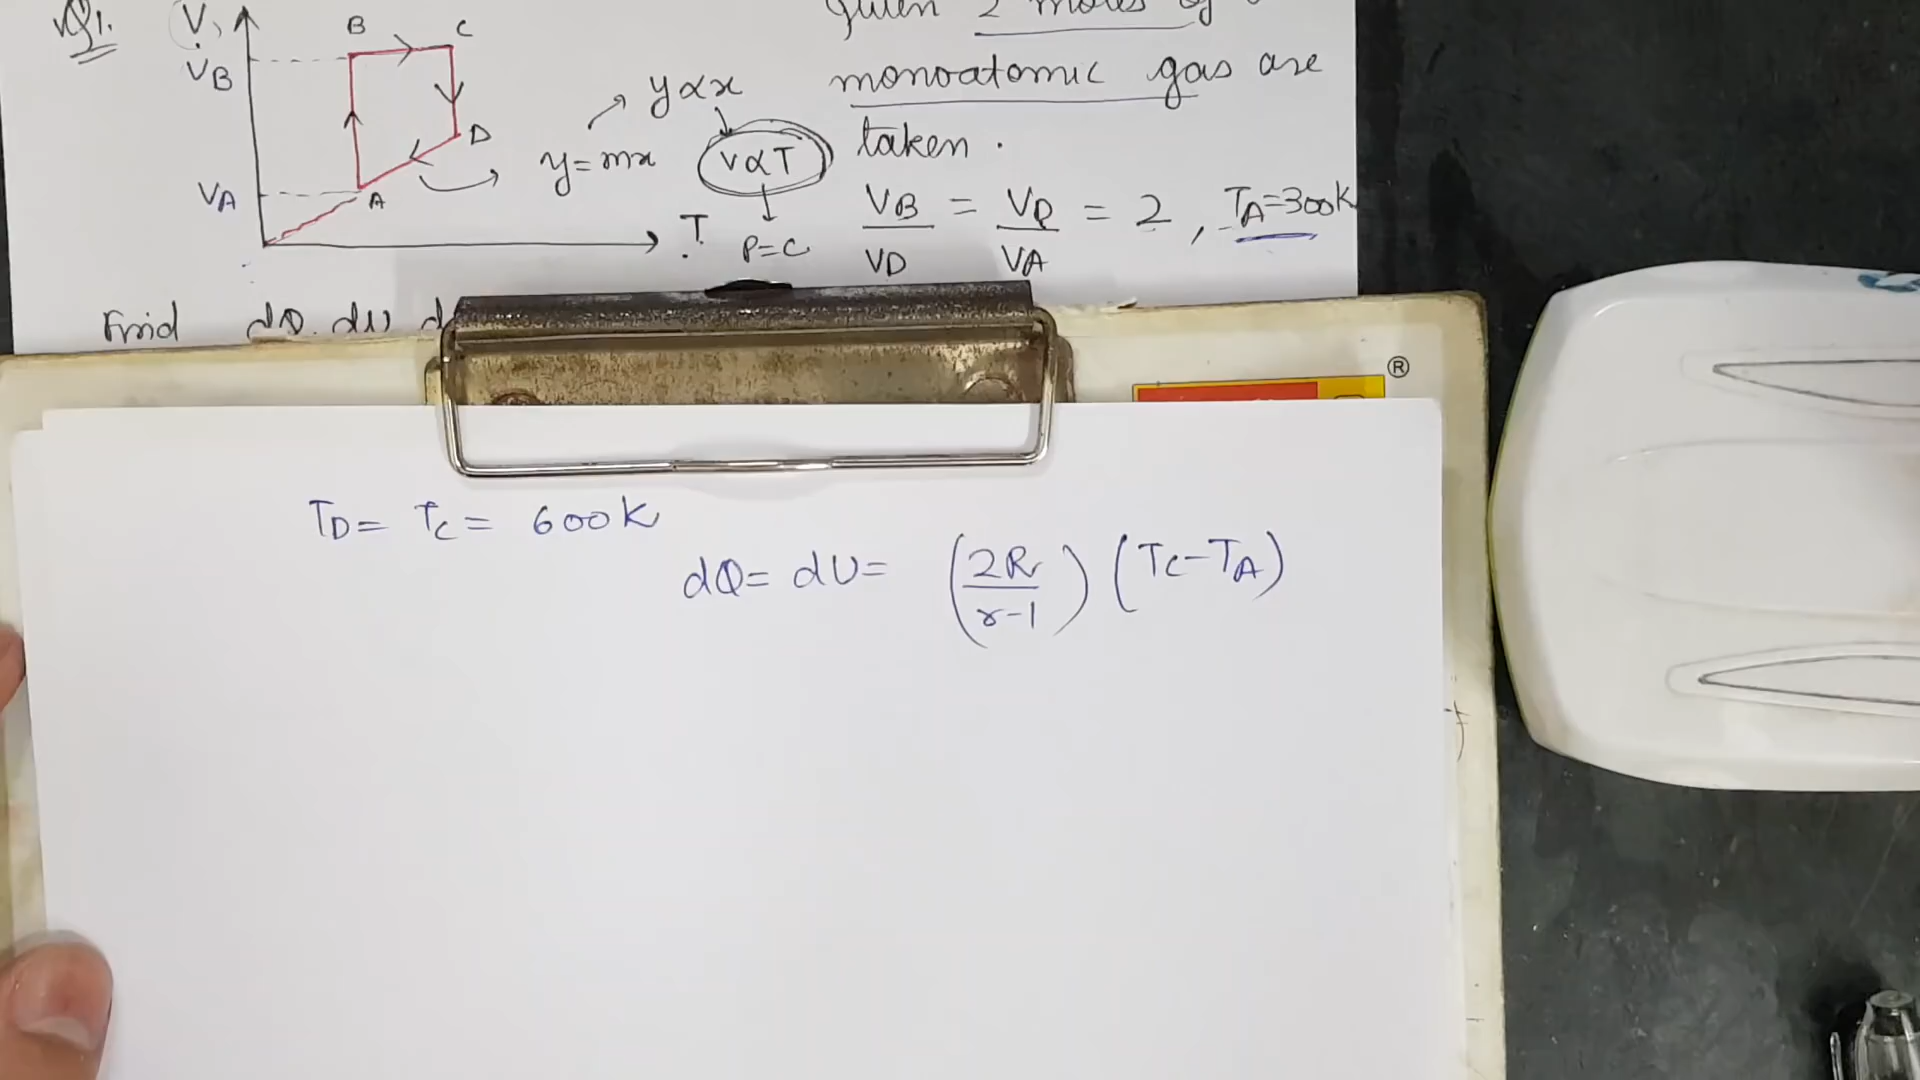 Q1.
V
B
C
VB
Given 2 moles of
y∝x
monoatomic gas are
D
y=mx
V∝T
taken.
VA
A
T
P=C
VB/VD = VD/VA = 2, TA=300K
Find dQ, dU, d
®
TD= TC= 600K
dQ= dU= (2R/γ-1) (TC-TA)